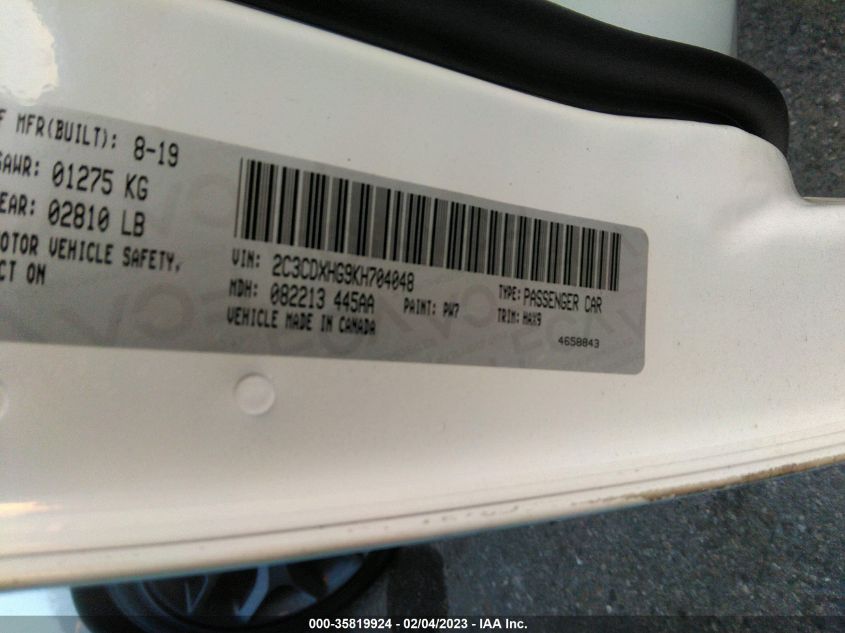 F MFR(BUILT): 8-19
GAWR: 01275 KG
EAR: 02810 LB
OTOR VEHICLE SAFETY,
CT ON
VIN: 2C3CDXHG9KH704048
MDH: 082213 445AA
PAINT: PW7
TYPE: PASSENGER CAR
TRIM: HAX9
VEHICLE MADE IN CANADA
4658843
000-35819924 - 02/04/2023 - IAA Inc.